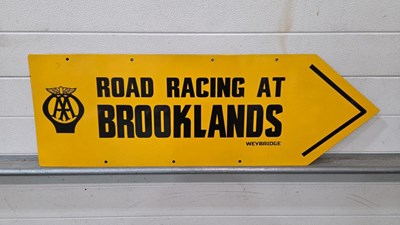 AA
ROAD RACING AT
BROOKLANDS
WEYBRIDGE